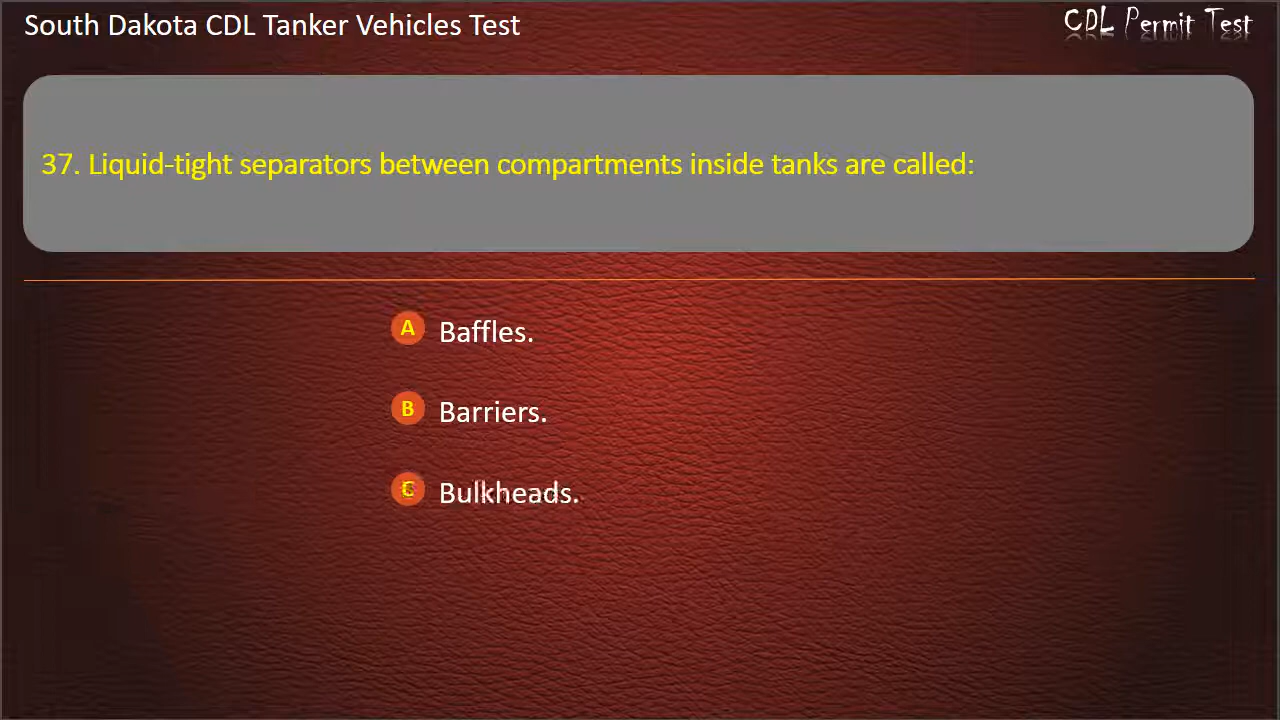 South Dakota CDL Tanker Vehicles Test
CDL Permit Test
37. Liquid-tight separators between compartments inside tanks are called:
A Baffles.
B Barriers.
C Bulkheads.